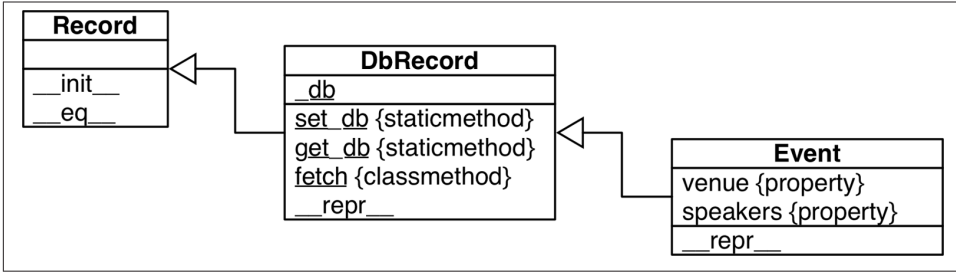 Record
__init__
__eq__
DbRecord
_db
set_db {staticmethod}
get_db {staticmethod}
fetch {classmethod}
__repr__
Event
venue {property}
speakers {property}
__repr__